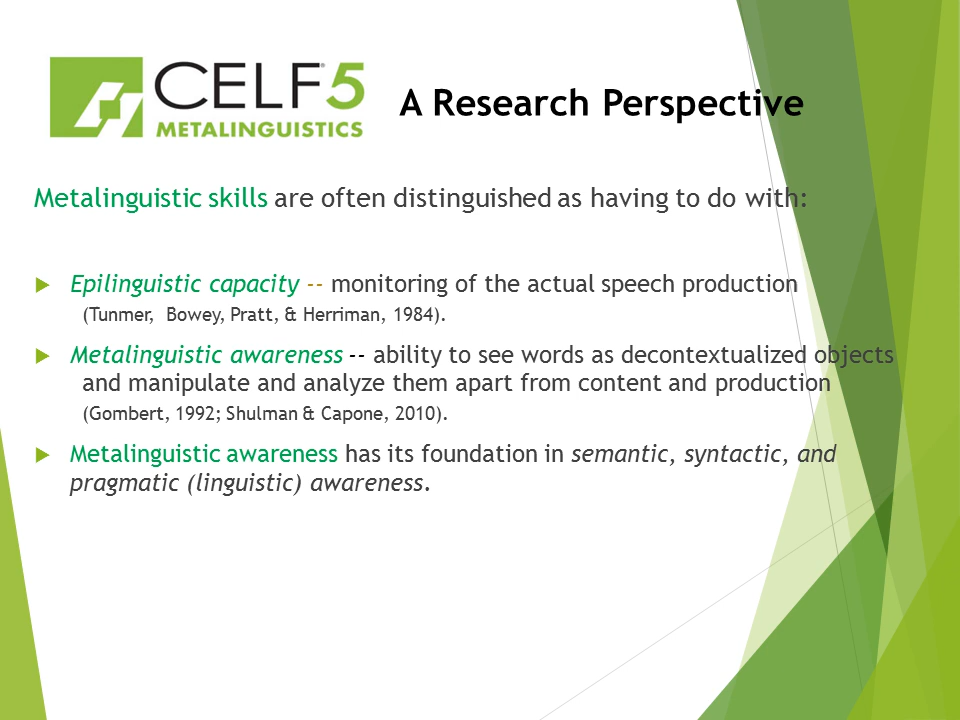 CELF®5
METALINGUISTICS
A Research Perspective
Metalinguistic skills are often distinguished as having to do with:
Epilinguistic capacity -- monitoring of the actual speech production
(Tunmer, Bowey, Pratt, & Herriman, 1984).
Metalinguistic awareness -- ability to see words as decontextualized objects
and manipulate and analyze them apart from content and production
(Gombert, 1992; Shulman & Capone, 2010).
Metalinguistic awareness has its foundation in semantic, syntactic, and
pragmatic (linguistic) awareness.